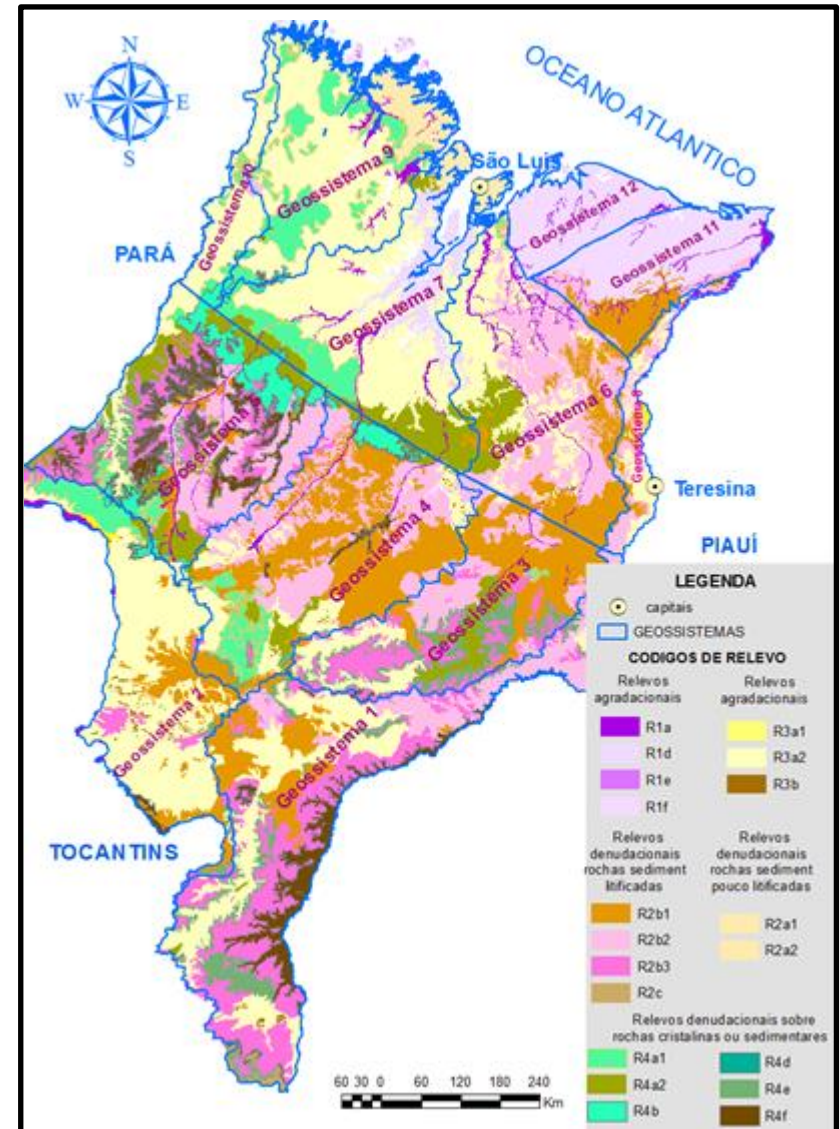 N
W E
S
OCEANO ATLANTICO
São Luís
Geossistema 12
Geossistema 11
Geossistema 9
Geossistema 10
PARÁ
Geossistema 7
Geossistema 6
Geossistema 8
Geossistema 5
Teresina
Geossistema 4
PIAUÍ
Geossistema 3
Geossistema 2
Geossistema 1
TOCANTINS
LEGENDA
capitais
GEOSSISTEMAS
CODIGOS DE RELEVO
Relevos
agradacionais
R1a
R1d
R1e
R1f
Relevos
agradacionais
R3a1
R3a2
R3b
Relevos
denudacionais
rochas sediment
litificadas
R2b1
R2b2
R2b3
R2c
Relevos
denudacionais
rochas sediment
pouco litificadas
R2a1
R2a2
Relevos denudacionais sobre
rochas cristalinas ou sedimentares
R4a1
R4a2
R4b
R4d
R4e
R4f
60 30 0 60 120 180 240
Km